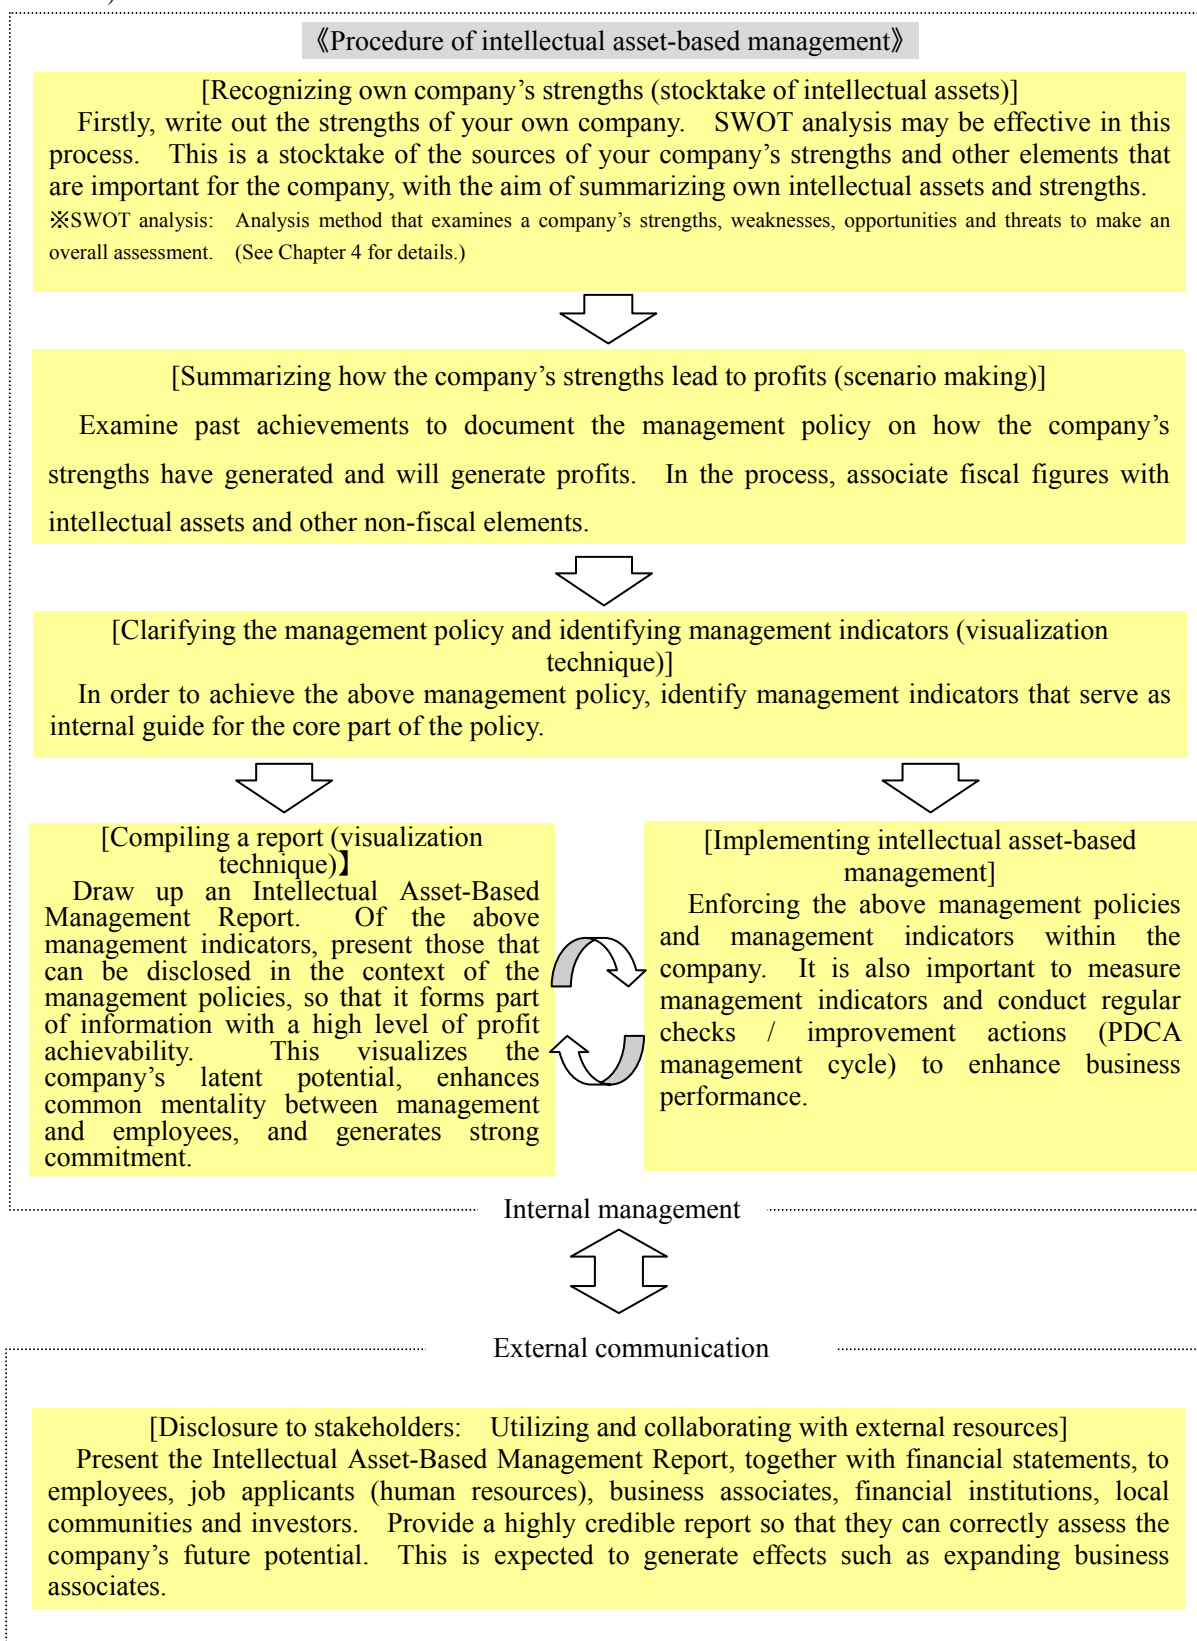 《Procedure of intellectual asset-based management》
[Recognizing own company’s strengths (stocktake of intellectual assets)]
Firstly, write out the strengths of your own company. SWOT analysis may be effective in this
process. This is a stocktake of the sources of your company’s strengths and other elements that
are important for the company, with the aim of summarizing own intellectual assets and strengths.
※SWOT analysis: Analysis method that examines a company’s strengths, weaknesses, opportunities and threats to make an
overall assessment. (See Chapter 4 for details.)
[Summarizing how the company’s strengths lead to profits (scenario making)]
Examine past achievements to document the management policy on how the company’s
strengths have generated and will generate profits. In the process, associate fiscal figures with
intellectual assets and other non-fiscal elements.
[Clarifying the management policy and identifying management indicators (visualization
technique)]
In order to achieve the above management policy, identify management indicators that serve as
internal guide for the core part of the policy.
[Compiling a report (visualization
technique)】
Draw up an Intellectual Asset-Based
Management Report. Of the above
management indicators, present those that
can be disclosed in the context of the
management policies, so that it forms part
of information with a high level of profit
achievability. This visualizes the
company’s latent potential, enhances
common mentality between management
and employees, and generates strong
commitment.
[Implementing intellectual asset-based
management]
Enforcing the above management policies
and management indicators within the
company. It is also important to measure
management indicators and conduct regular
checks / improvement actions (PDCA
management cycle) to enhance business
performance.
Internal management
External communication
[Disclosure to stakeholders: Utilizing and collaborating with external resources]
Present the Intellectual Asset-Based Management Report, together with financial statements, to
employees, job applicants (human resources), business associates, financial institutions, local
communities and investors. Provide a highly credible report so that they can correctly assess the
company’s future potential. This is expected to generate effects such as expanding business
associates.